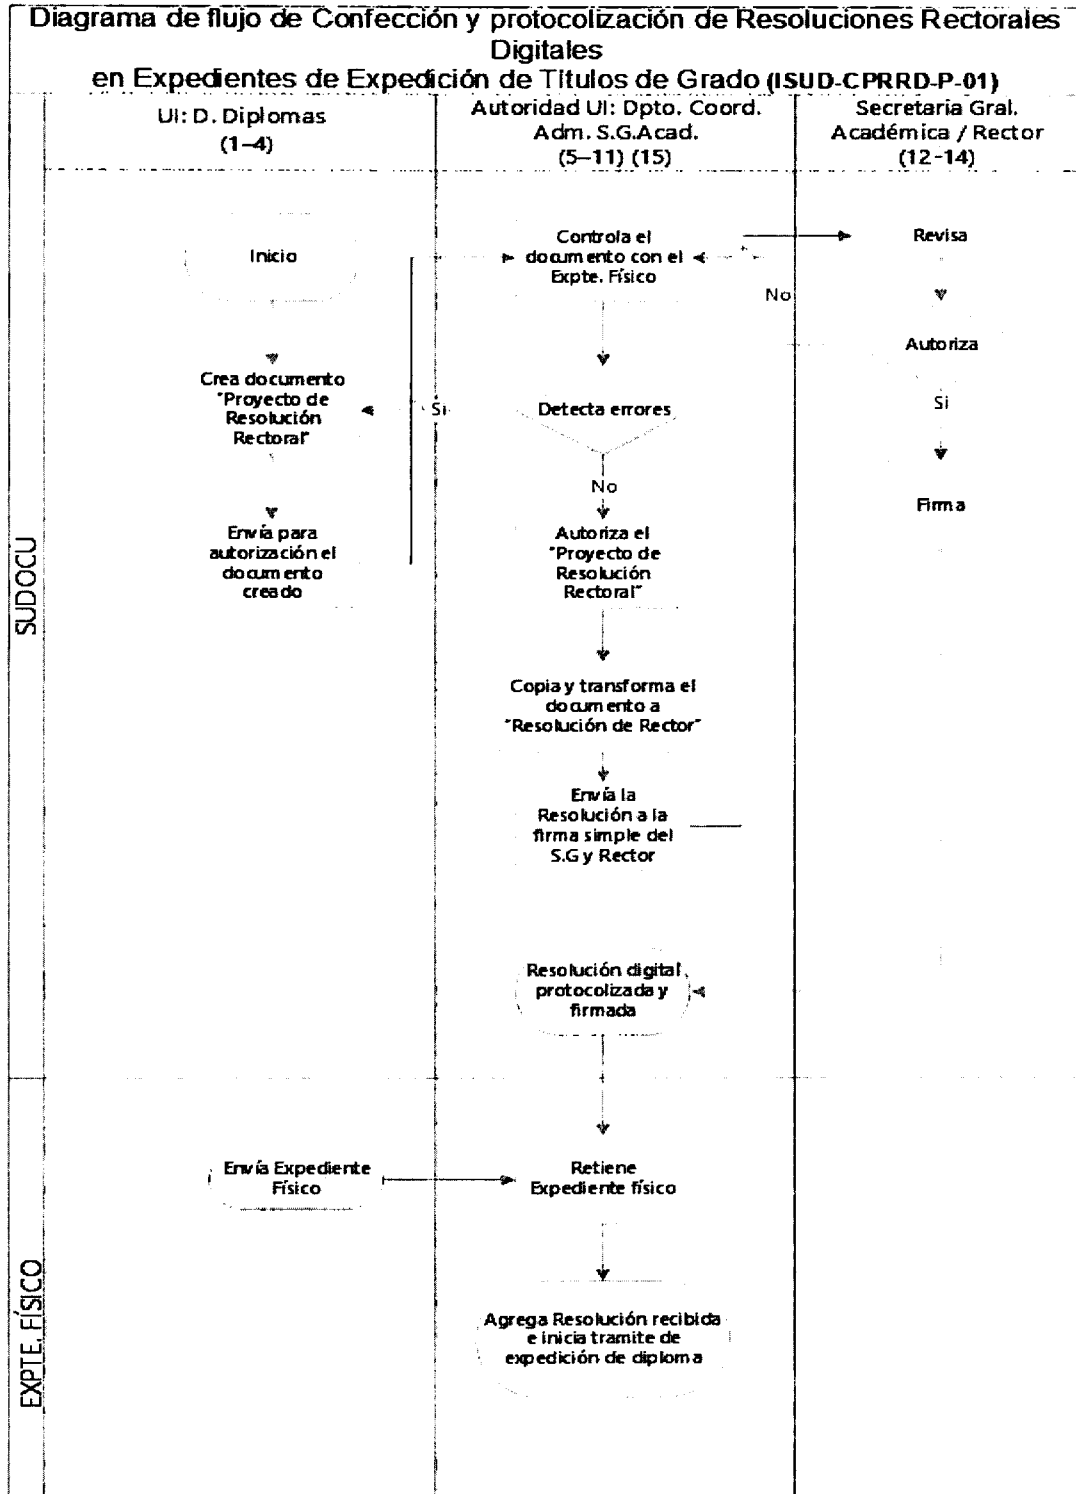 Diagrama de flujo de Confección y protocolización de Resoluciones Rectorales
Digitales
en Expedientes de Expedición de Títulos de Grado (ISUD-CPRRD-P-01)
UI: D. Diplomas
(1–4)
Autoridad UI: Dpto. Coord.
Adm. S.G.Acad.
(5–11) (15)
Secretaría Gral.
Académica / Rector
(12-14)
SUDOCU
Inicio
Crea documento
"Proyecto de
Resolución
Rectoral"
Envía para
autorización el
documento
creado
Controla el
documento con el
Expte. Físico
Detecta errores
Si
No
Autoriza el
"Proyecto de
Resolución
Rectoral"
Copia y transforma el
documento a
"Resolución de Rector"
Envía la
Resolución a la
firma simple del
S.G y Rector
Revisa
No
Autoriza
Si
Firma
Resolución digital
protocolizada y
firmada
EXPTE. FÍSICO
Envía Expediente
Físico
Retiene
Expediente físico
Agrega Resolución recibida
e inicia tramite de
expedición de diploma